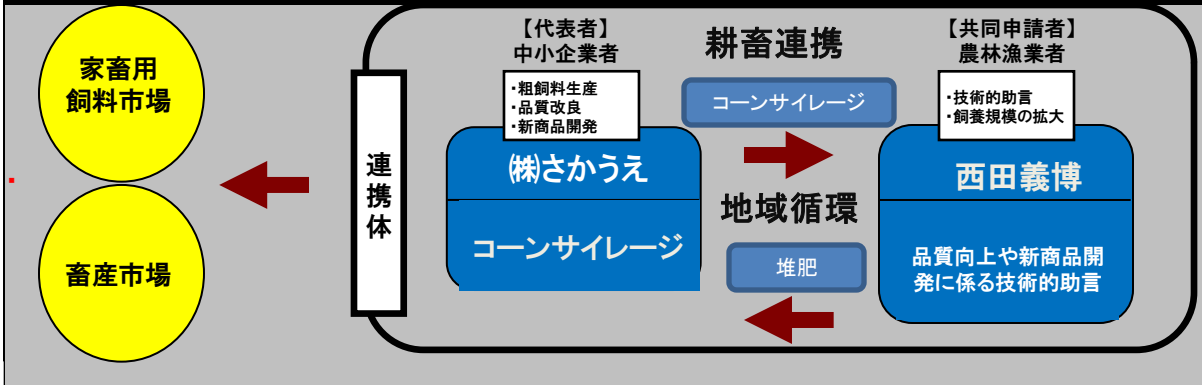 家畜用
飼料市場
畜産市場
連携体
【代表者】
中小企業者
・粗飼料生産
・品質改良
・新商品開発
㈱さかうえ
コーンサイレージ
耕畜連携
コーンサイレージ
地域循環
堆肥
【共同申請者】
農林漁業者
・技術的助言
・飼養規模の拡大
西田義博
品質向上や新商品開
発に係る技術的助言